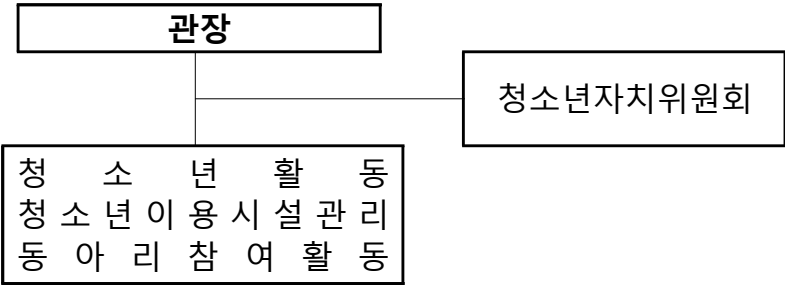 관장
청소년자치위원회
청 소 년 활 동
청 소 년 이 용 시 설 관 리
동 아 리 참 여 활 동